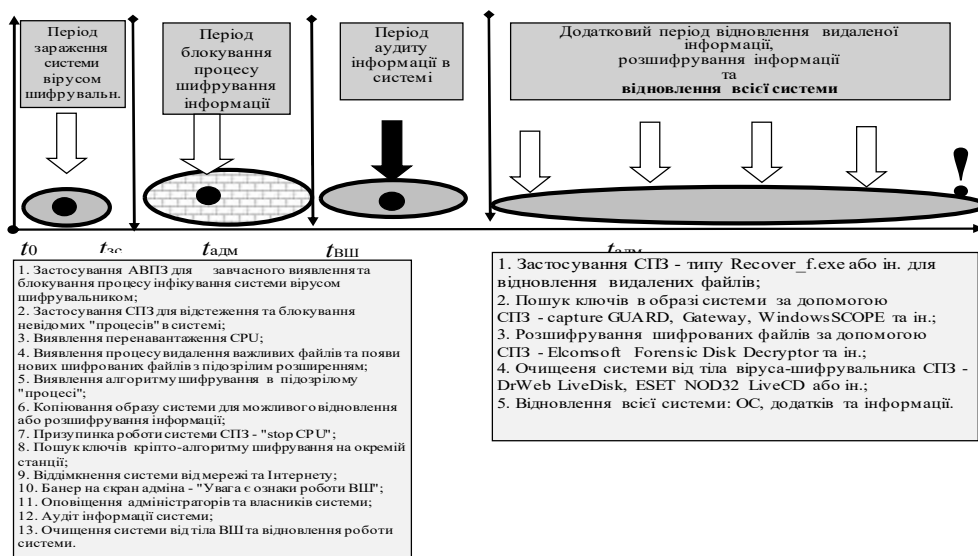 Період
зараження
системи
вірусом
шифрувальн.
Період
блокування
процесу
шифрування
інформації
Період
аудиту
інформації в
системі
Додатковий період відновлення видаленої
інформації,
розшифрування інформації
та
відновлення всієї системи
t0
tзс
tадм
tВШ
tадм
1. Застосування АВПЗ для завчасного виявлення та
блокування процесу інфікування системи вірусом
шифрувальником;
2. Застосування СПЗ для відстеження та блокування
невідомих "процесів" в системі;
3. Виявлення перенавантаження CPU;
4. Виявлення процесу видалення важливих файлів та появи
нових шифрованих файлів з підозрілим розширенням;
5. Виявлення алгоритму шифрування в підозрілому
"процесі";
6. Копіювання образу системи для можливого відновлення
або розшифрування інформації;
7. Призупинка роботи системи СПЗ - "stop CPU";
8. Пошук ключів кріпто-алгоритму шифрування на окремій
станції;
9. Віддімкнення системи від мережі та Інтернету;
10. Банер на екран адміна - "Увага є ознаки роботи ВШ";
11. Оповіщення адміністраторів та власників системи;
12. Аудіт інформації системи;
13. Очищення системи від тіла ВШ та відновлення роботи
системи.
1. Застосування СПЗ - типу Recover_f.exe або ін. для
відновлення видалених файлів;
2. Пошук ключів в образі системи за допомогою
СПЗ - capture GUARD, Gateway, WindowsSCOPE та ін.;
3. Розшифрування шифрованих файлів за допомогою
СПЗ - Elcomsoft Forensic Disk Decryptor та ін.;
4. Очищеня системи від тіла віруса-шифрувальника СПЗ -
DrWeb LiveDisk, ESET NOD32 LiveCD або ін.;
5. Відновлення всієї системи: ОС, додатків та інформації.